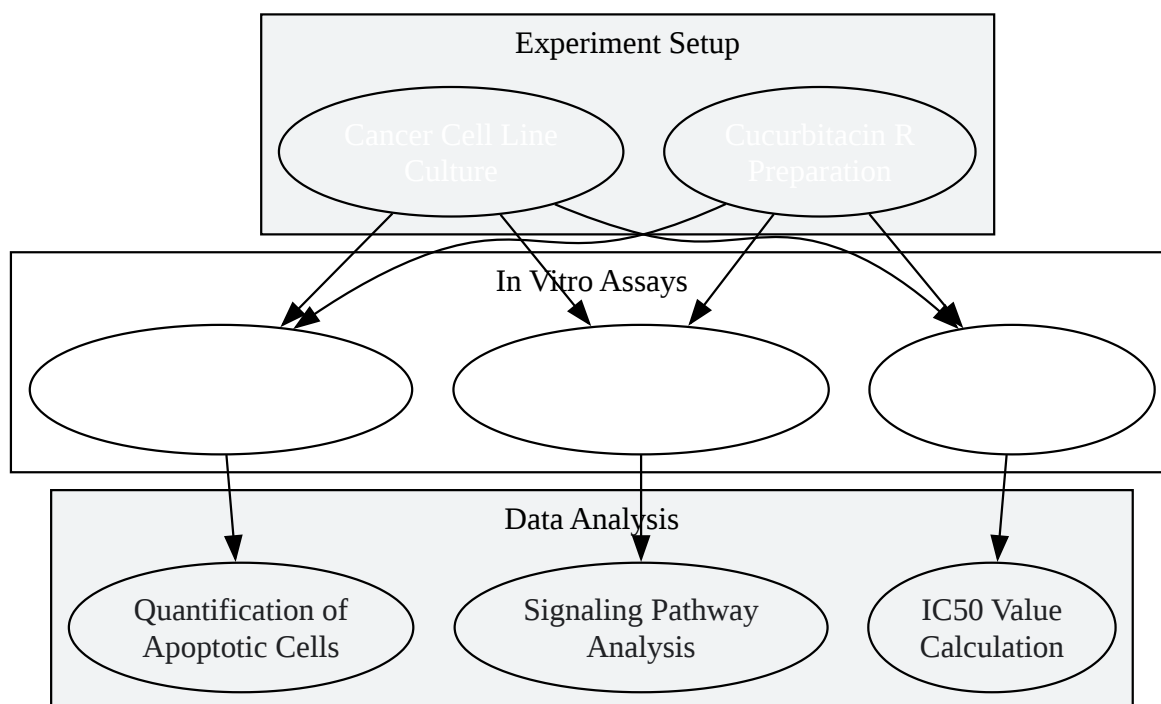 Experiment Setup
Cancer Cell Line
Culture
Cucurbitacin R
Preparation
In Vitro Assays
Data Analysis
Quantification of
Apoptotic Cells
Signaling Pathway
Analysis
IC50 Value
Calculation